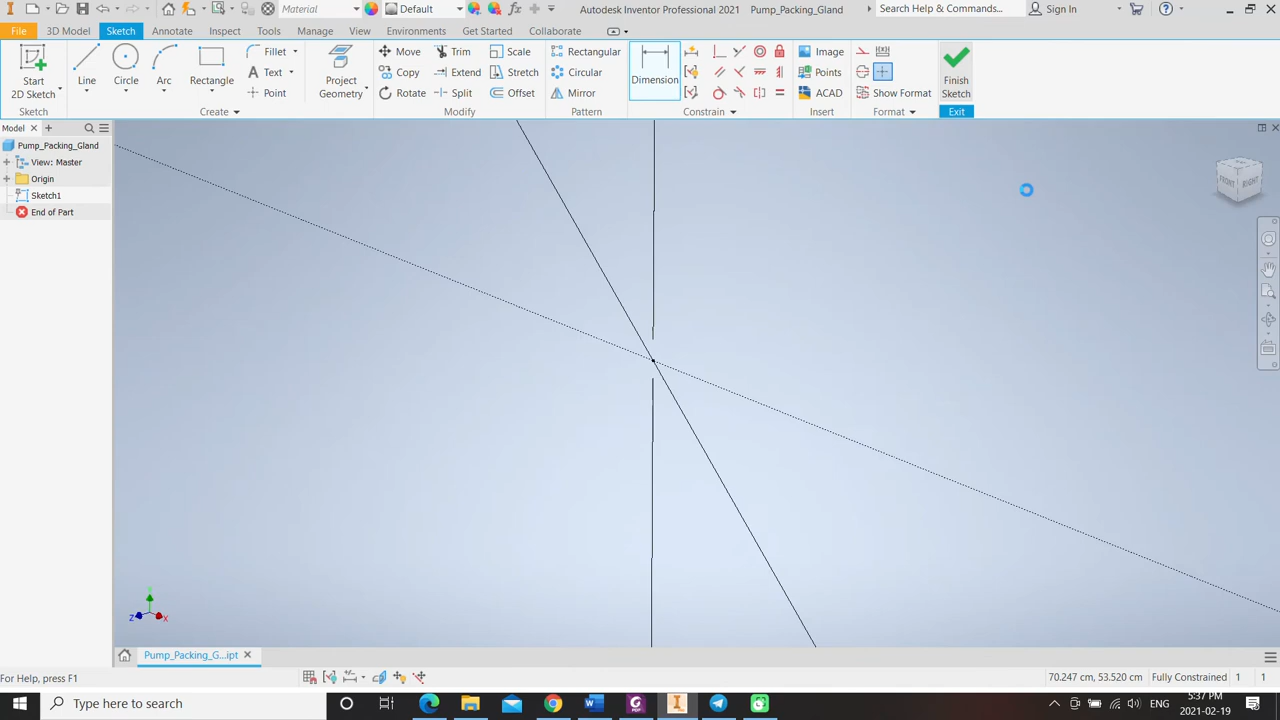 Material
Default
Autodesk Inventor Professional 2021 Pump_Packing_Gland
Search Help & Commands...
Sign In
File
3D Model
Sketch
Annotate
Inspect
Tools
Manage
View
Environments
Get Started
Collaborate
Start
2D Sketch
Line
Circle
Arc
Rectangle
Fillet
Text
Point
Project
Geometry
Move
Copy
Rotate
Trim
Extend
Split
Scale
Stretch
Offset
Rectangular
Circular
Mirror
Dimension
Image
Points
ACAD
Show Format
Finish
Sketch
Sketch
Create
Modify
Pattern
Constrain
Insert
Format
Exit
Model
Pump_Packing_Gland
View: Master
Origin
Sketch1
End of Part
FRONT
RIGHT
Z
X
Pump_Packing_G...ipt
For Help, press F1
70.247 cm, 53.520 cm
Fully Constrained
1
1
Type here to search
5:37 PM
2021-02-19